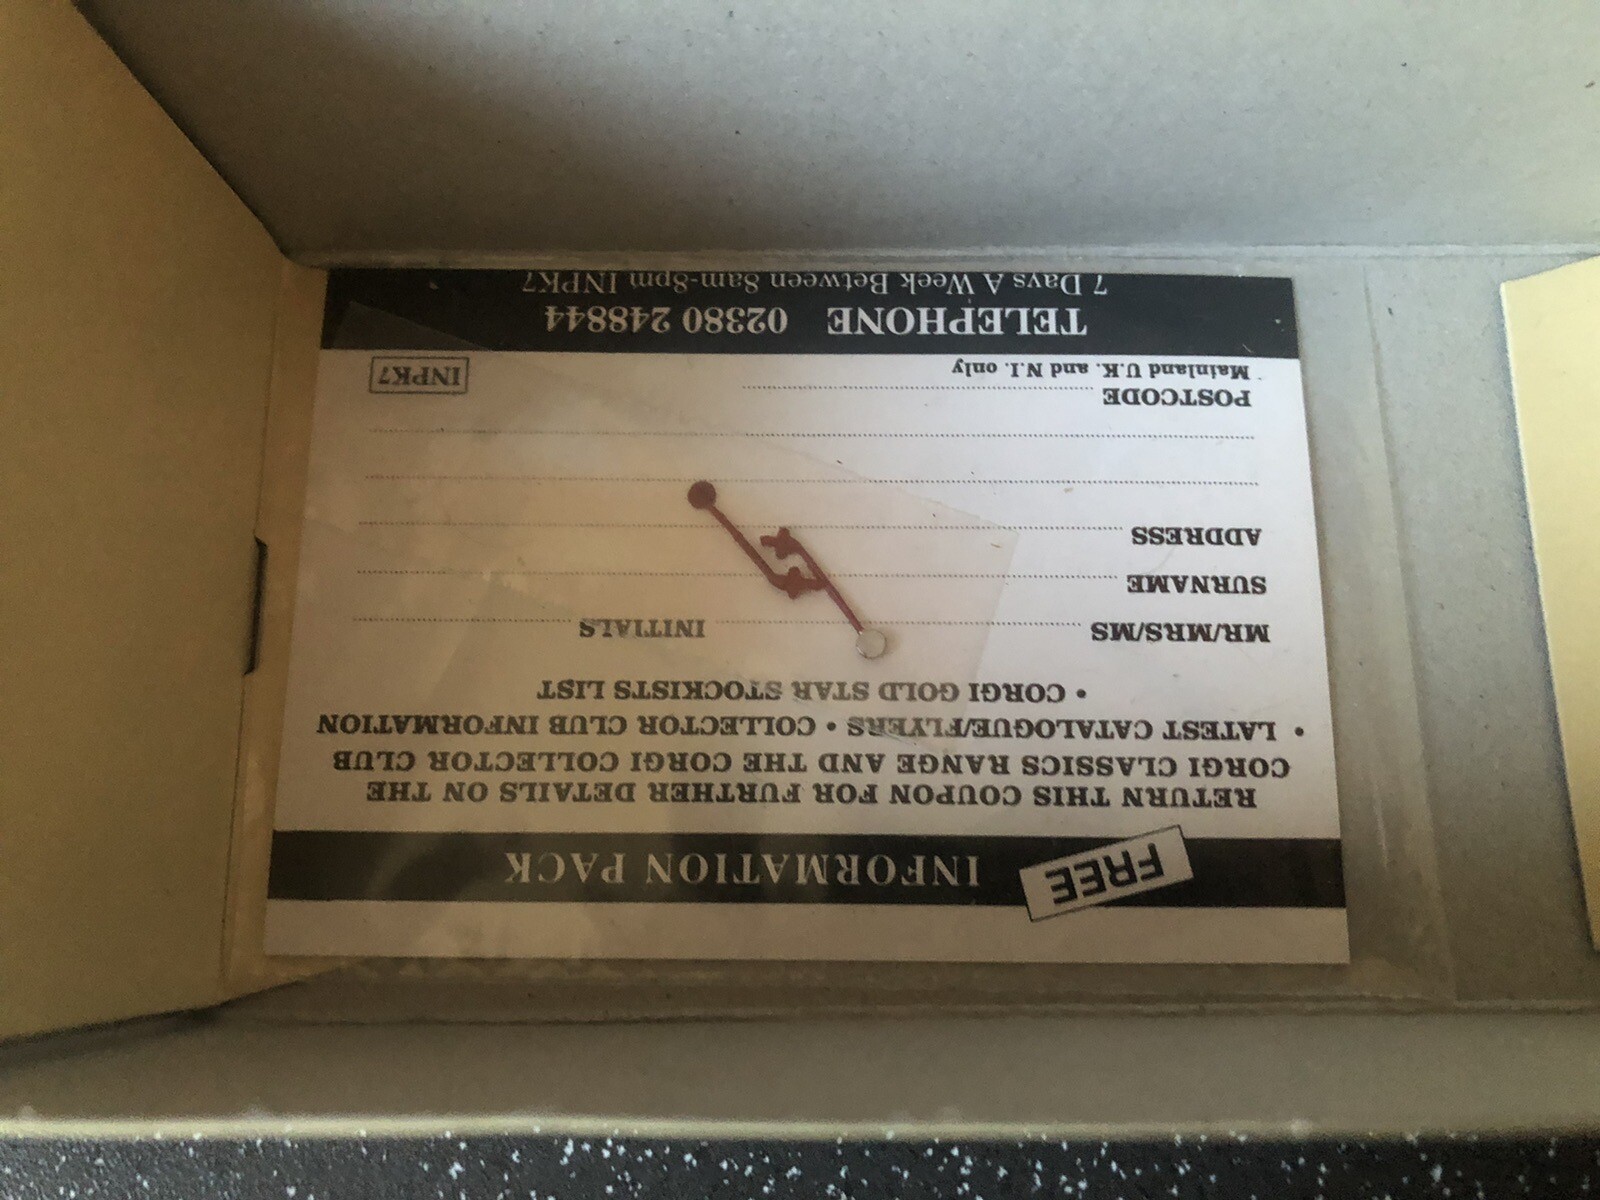 FREE INFORMATION PACK
RETURN THIS COUPON FOR FURTHER DETAILS ON THE
CORGI CLASSICS RANGE AND THE CORGI COLLECTOR CLUB
• LATEST CATALOGUE/FLYERS • COLLECTOR CLUB INFORMATION
• CORGI GOLD STAR STOCKISTS LIST
MR/MRS/MS INITIALS
SURNAME
ADDRESS
POSTCODE
Mainland U.K. and N.I. only INPK7
TELEPHONE 02380 248844
7 Days A Week Between 8am-8pm INPK7